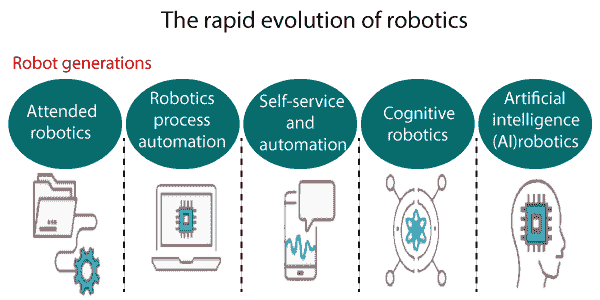 The rapid evolution of robotics
Robot generations
Attended
robotics
Robotics
process
automation
Self-service
and
automation
Cognitive
robotics
Artificial
intelligence
(AI)robotics